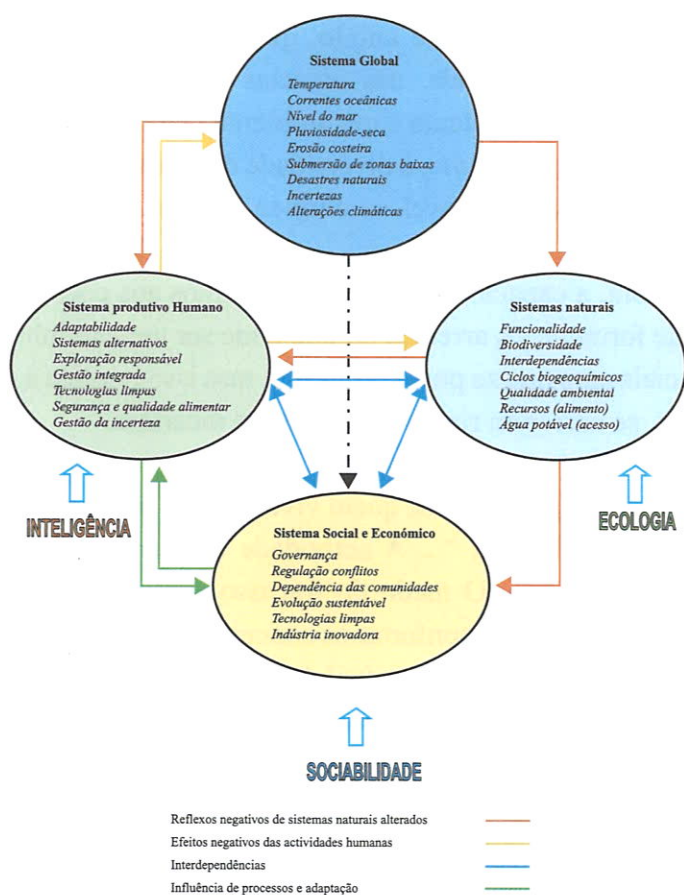 Sistema Global
Temperatura
Correntes oceânicas
Nível do mar
Pluviosidade-seca
Erosão costeira
Submersão de zonas baixas
Desastres naturais
Incertezas
Alterações climáticas
Sistema produtivo Humano
Adaptabilidade
Sistemas alternativos
Exploração responsável
Gestão integrada
Tecnologias limpas
Segurança e qualidade alimentar
Gestão da incerteza
Sistemas naturais
Funcionalidade
Biodiversidade
Interdependências
Ciclos biogeoquímicos
Qualidade ambiental
Recursos (alimento)
Água potável (acesso)
INTELIGÊNCIA
ECOLOGIA
Sistema Social e Económico
Governança
Regulação conflitos
Dependência das comunidades
Evolução sustentável
Tecnologias limpas
Indústria inovadora
SOCIABILIDADE
Reflexos negativos de sistemas naturais alterados
Efeitos negativos das actividades humanas
Interdependências
Influência de processos e adaptação